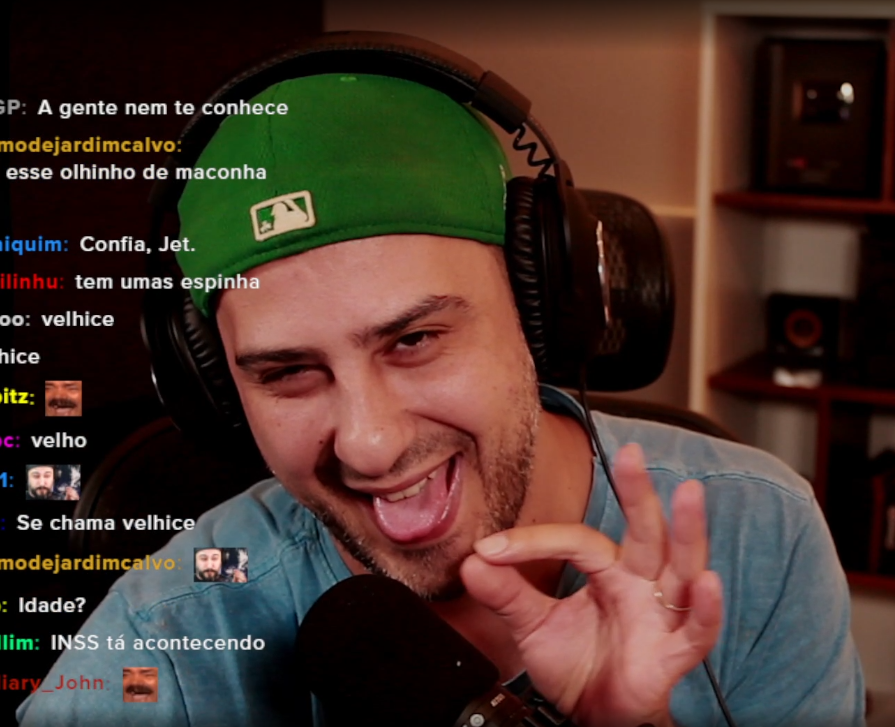 GP: A gente nem te conhece
modejardimcalvo:
esse olhinho de maconha
niquim: Confia, Jet.
ilinhu: tem umas espinha
oo: velhice
hice
bitz:
oc: velho
1:
: Se chama velhice
modejardimcalvo:
: Idade?
llim: INSS tá acontecendo
iary_John: